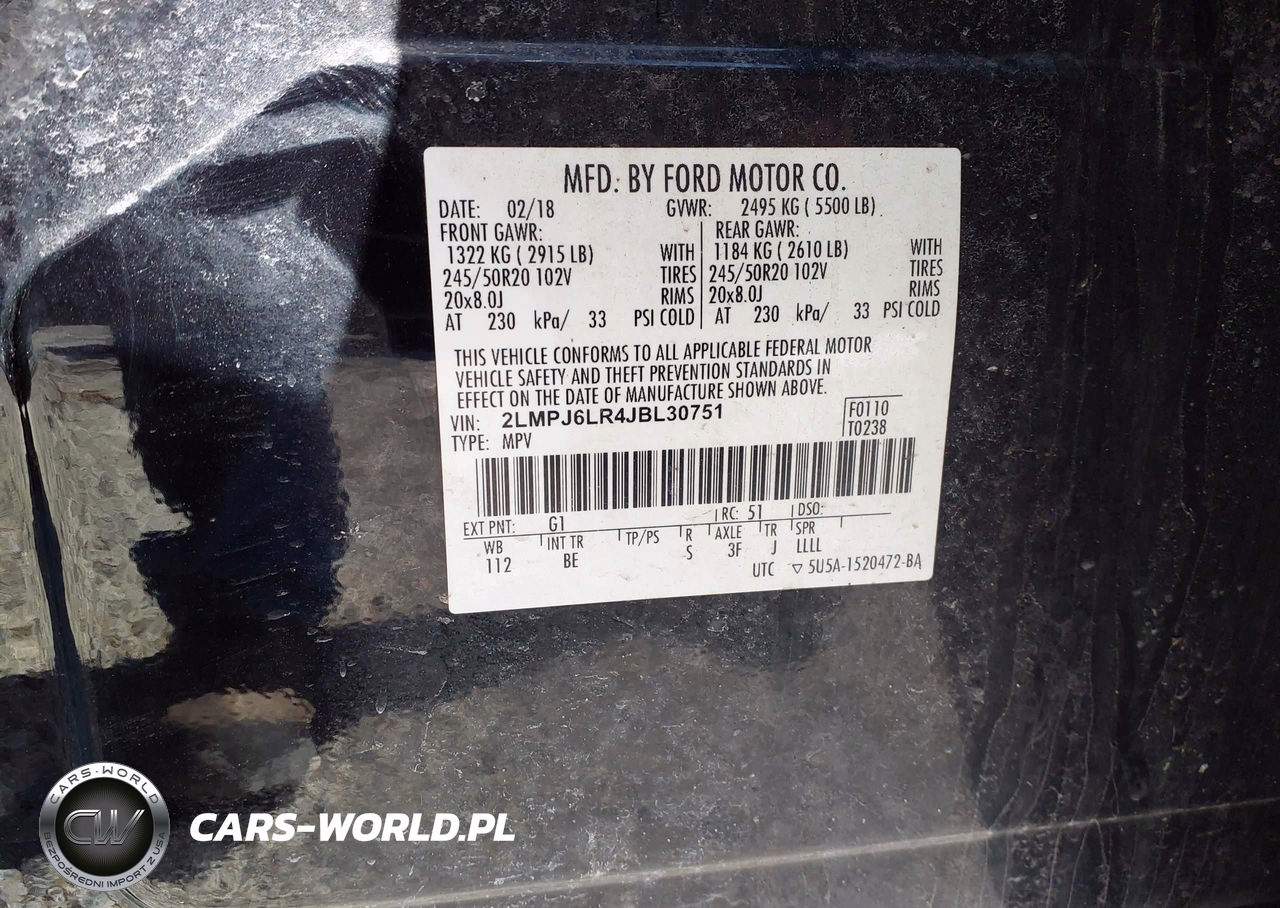 MFD. BY FORD MOTOR CO.
DATE: 02/18 GVWR: 2495 KG ( 5500 LB)
FRONT GAWR: REAR GAWR:
1322 KG ( 2915 LB) WITH 1184 KG ( 2610 LB) WITH
245/50R20 102V TIRES 245/50R20 102V TIRES
20x8.0J RIMS 20x8.0J RIMS
AT 230 kPa/ 33 PSI COLD AT 230 kPa/ 33 PSI COLD
THIS VEHICLE CONFORMS TO ALL APPLICABLE FEDERAL MOTOR
VEHICLE SAFETY AND THEFT PREVENTION STANDARDS IN
EFFECT ON THE DATE OF MANUFACTURE SHOWN ABOVE.
VIN: 2LMPJ6LR4JBL30751 F0110
TYPE: MPV T0238
EXT PNT: G1 RC: 51 DSO:
WB INT TR TP/PS R AXLE TR SPR
112 BE S 3F J LLLL
UTC ▽ 5U5A-1520472-BA
CARS-WORLD
CW
BEZPOŚREDNI IMPORT Z USA
CARS-WORLD.PL